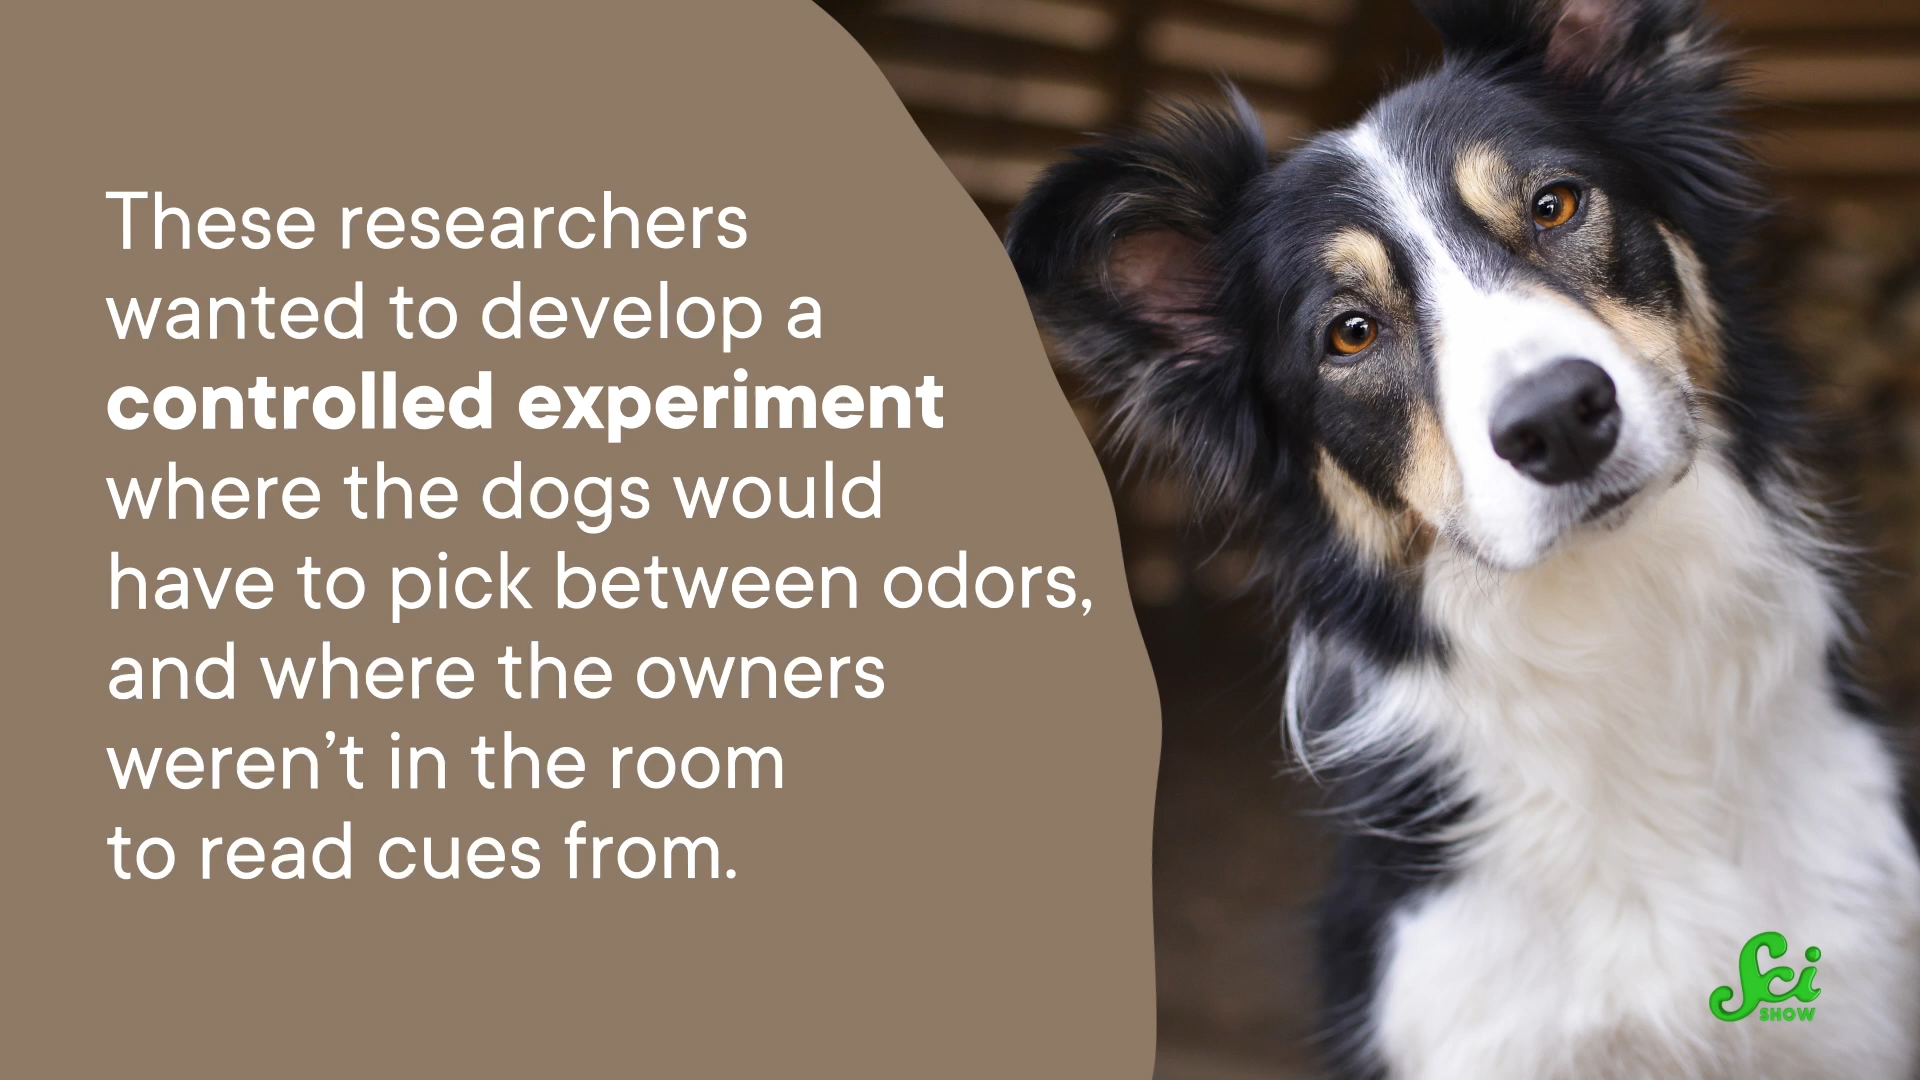 These researchers
wanted to develop a
controlled experiment
where the dogs would
have to pick between odors,
and where the owners
weren’t in the room
to read cues from.
Sci
SHOW